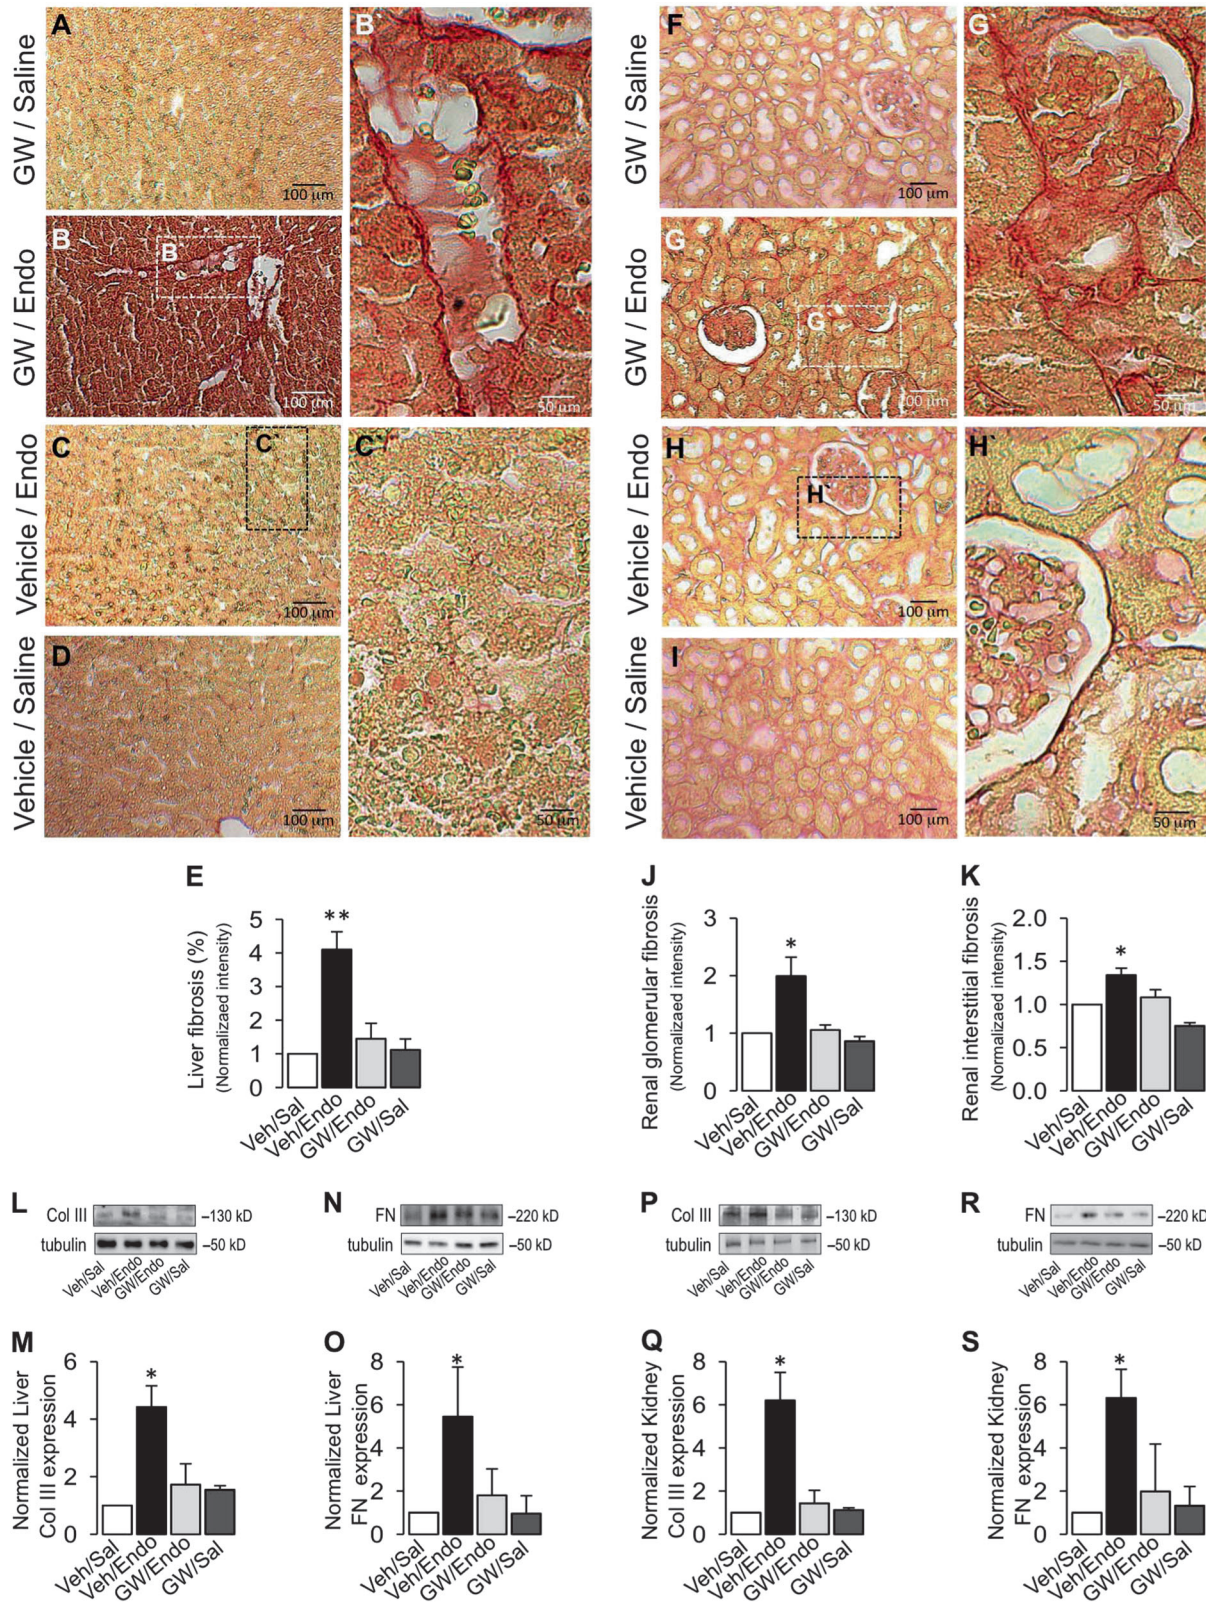 GW / Saline
A
100 µm
B`
50 µm
GW / Endo
B
B`
100 µm
Vehicle / Endo
C
C`
100 µm
C`
50 µm
Vehicle / Saline
D
100 µm
GW / Saline
F
100 µm
G`
50 µm
GW / Endo
G
G`
100 µm
Vehicle / Endo
H
H`
100 µm
H`
50 µm
Vehicle / Saline
I
100 µm
E
Liver fibrosis (%)
(Normalizaed intensity)
5
4
3
2
1
0
**
Veh/Sal
Veh/Endo
GW/Endo
GW/Sal
J
Renal glomerular fibrosis
(Normalizaed intensity)
3
2
1
0
*
Veh/Sal
Veh/Endo
GW/Endo
GW/Sal
K
Renal interstitial fibrosis
(Normalizaed intensity)
2.0
1.5
1.0
0.5
0.0
*
Veh/Sal
Veh/Endo
GW/Endo
GW/Sal
L
Col III
–130 kD
tubulin
–50 kD
Veh/Sal
Veh/Endo
GW/Endo
GW/Sal
N
FN
–220 kD
tubulin
–50 kD
Veh/Sal
Veh/Endo
GW/Endo
GW/Sal
P
Col III
–130 kD
tubulin
–50 kD
Veh/Sal
Veh/Endo
GW/Endo
GW/Sal
R
FN
–220 kD
tubulin
–50 kD
Veh/Sal
Veh/Endo
GW/Endo
GW/Sal
M
Normalized Liver
Col III expression
6
4
2
0
*
Veh/Sal
Veh/Endo
GW/Endo
GW/Sal
O
Normalized Liver
FN expression
8
6
4
2
0
*
Veh/Sal
Veh/Endo
GW/Endo
GW/Sal
Q
Normalized Kidney
Col III expression
8
6
4
2
0
*
Veh/Sal
Veh/Endo
GW/Endo
GW/Sal
S
Normalized Kidney
FN expression
8
6
4
2
0
*
Veh/Sal
Veh/Endo
GW/Endo
GW/Sal